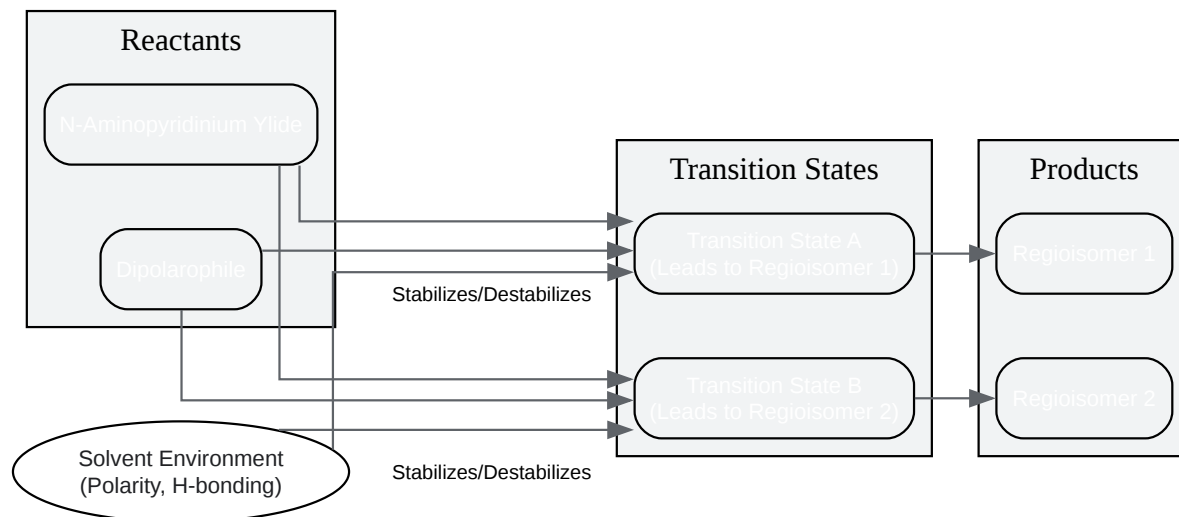 Reactants
N-Aminopyridinium Ylide
Dipolarophile
Solvent Environment
(Polarity, H-bonding)
Stabilizes/Destabilizes
Stabilizes/Destabilizes
Transition States
Transition State A
(Leads to Regioisomer 1)
Transition State B
(Leads to Regioisomer 2)
Products
Regioisomer 1
Regioisomer 2